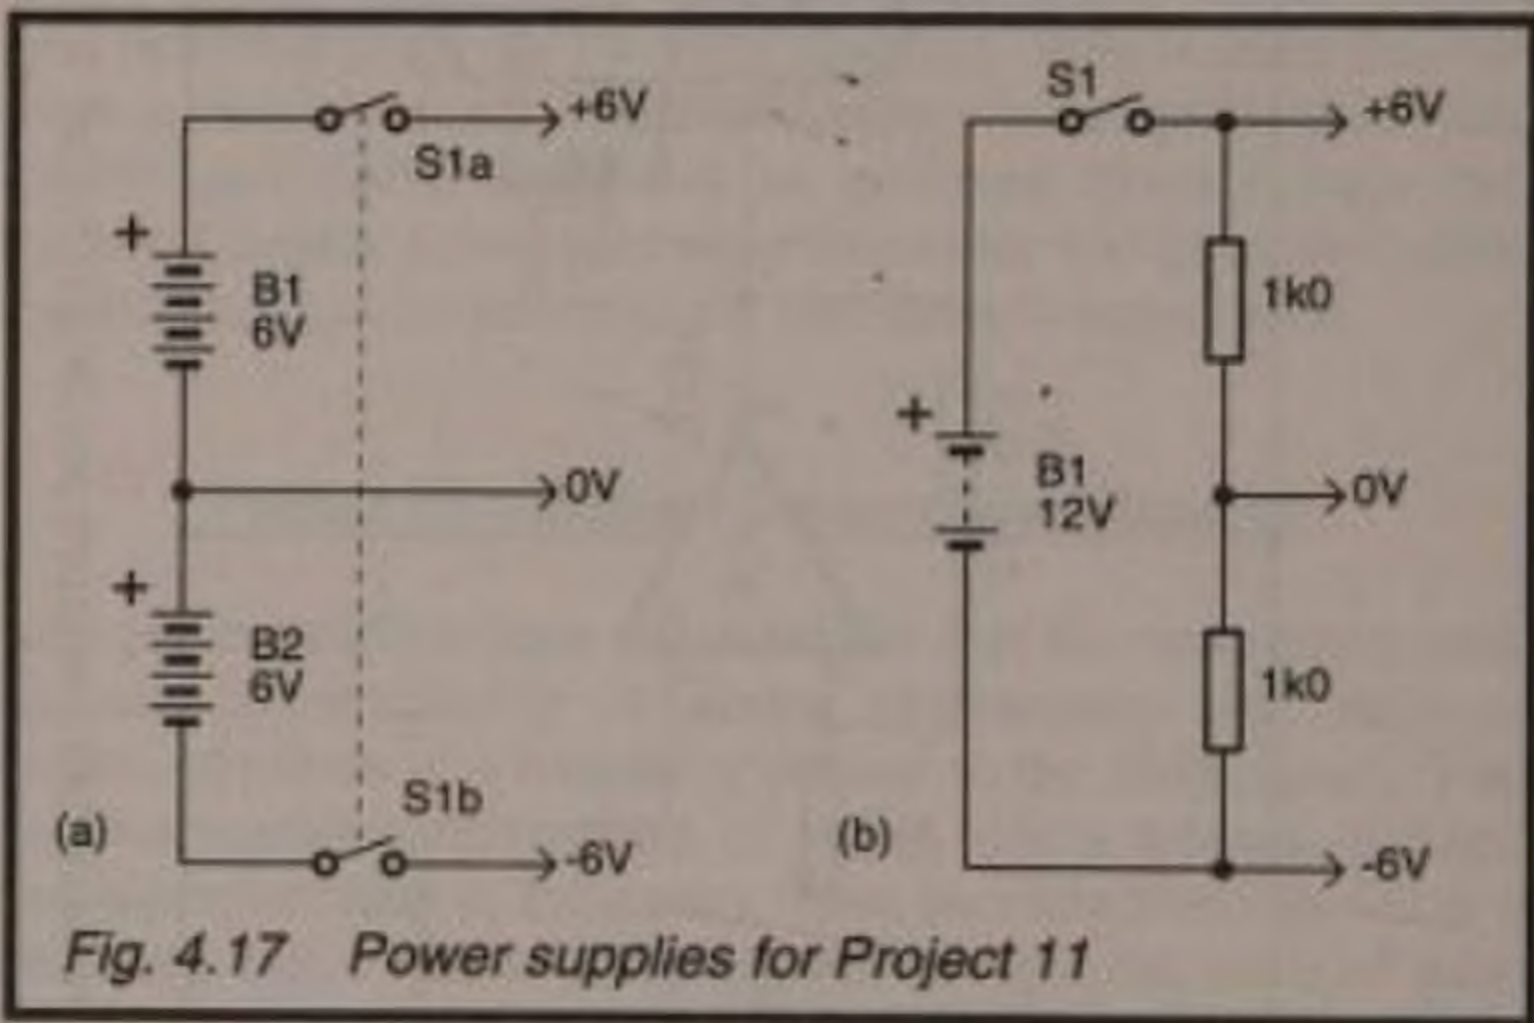 +6V
S1a
+
B1
6V
0V
+
B2
6V
S1b
-6V
(a)
S1
+6V
1k0
+
B1
12V
0V
1k0
-6V
(b)
Fig. 4.17 Power supplies for Project 11